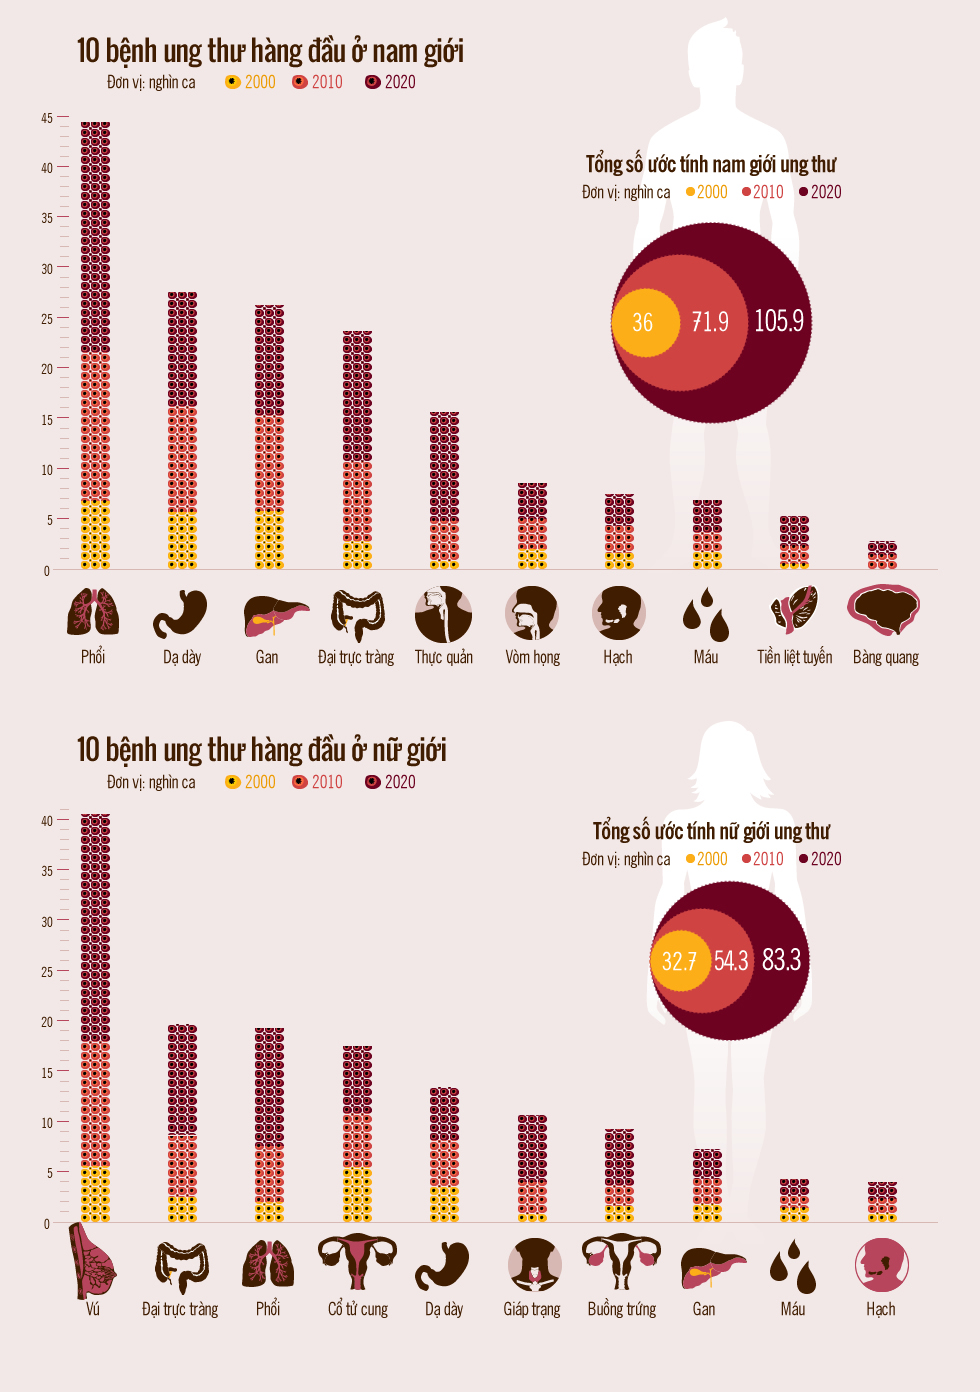 10 bệnh ung thư hàng đầu ở nam giới
Đơn vị: nghìn ca 2000 2010 2020
45
40
35
30
25
20
15
10
5
0
Tổng số ước tính nam giới ung thư
Đơn vị: nghìn ca 2000 2010 2020
36 71.9 105.9
Phổi Dạ dày Gan Đại trực tràng Thực quản Vòm họng Hạch Máu Tiền liệt tuyến Bàng quang
10 bệnh ung thư hàng đầu ở nữ giới
Đơn vị: nghìn ca 2000 2010 2020
40
35
30
25
20
15
10
5
0
Tổng số ước tính nữ giới ung thư
Đơn vị: nghìn ca 2000 2010 2020
32.7 54.3 83.3
Vú Đại trực tràng Phổi Cổ tử cung Dạ dày Giáp trạng Buồng trứng Gan Máu Hạch